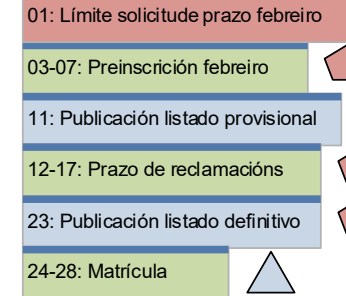 01: Límite solicitude prazo febreiro
03-07: Preinscrición febreiro
11: Publicación listado provisional
12-17: Prazo de reclamacións
23: Publicación listado definitivo
24-28: Matrícula